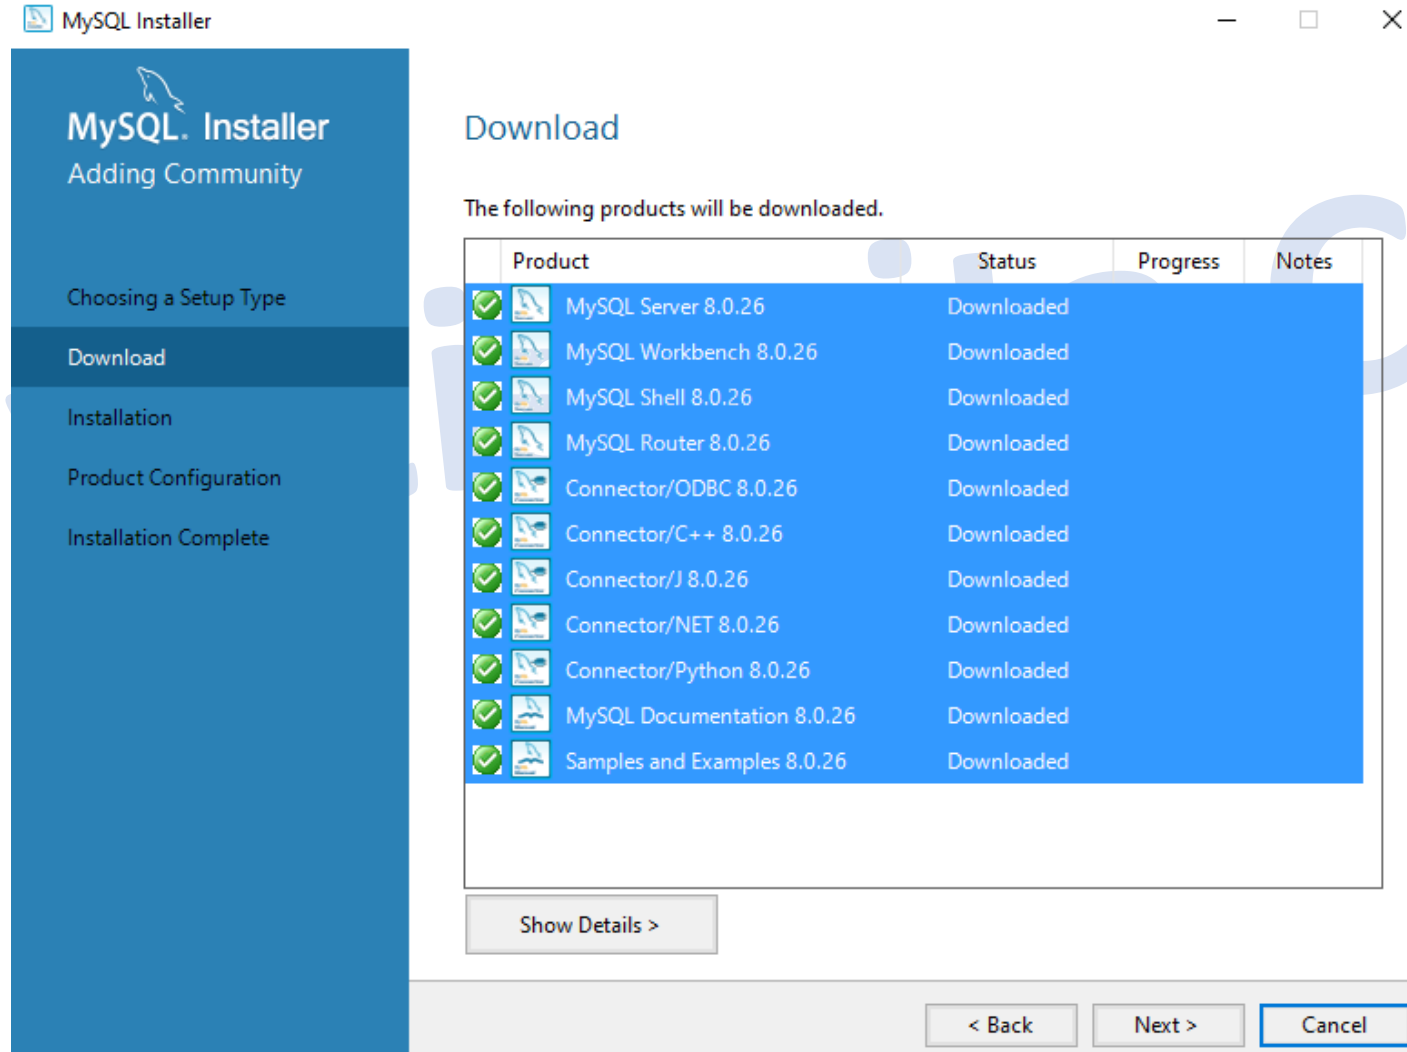 MySQL Installer
MySQL. Installer
Adding Community
Choosing a Setup Type
Download
Installation
Product Configuration
Installation Complete
Download
The following products will be downloaded.
Product Status Progress Notes
MySQL Server 8.0.26 Downloaded
MySQL Workbench 8.0.26 Downloaded
MySQL Shell 8.0.26 Downloaded
MySQL Router 8.0.26 Downloaded
Connector/ODBC 8.0.26 Downloaded
Connector/C++ 8.0.26 Downloaded
Connector/J 8.0.26 Downloaded
Connector/NET 8.0.26 Downloaded
Connector/Python 8.0.26 Downloaded
MySQL Documentation 8.0.26 Downloaded
Samples and Examples 8.0.26 Downloaded
Show Details >
< Back Next > Cancel